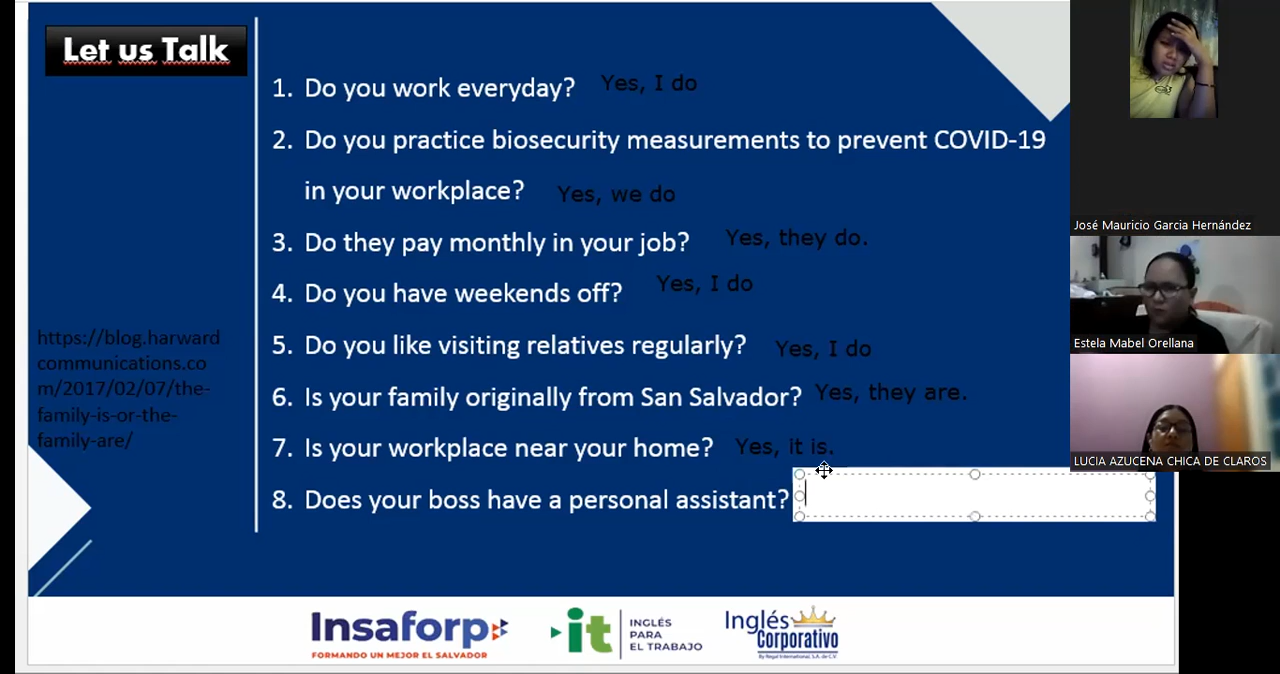 Let us Talk
1. Do you work everyday? Yes, I do
2. Do you practice biosecurity measurements to prevent COVID-19
in your workplace? Yes, we do
3. Do they pay monthly in your job? Yes, they do.
4. Do you have weekends off? Yes, I do
5. Do you like visiting relatives regularly? Yes, I do
6. Is your family originally from San Salvador? Yes, they are.
7. Is your workplace near your home? Yes, it is.
8. Does your boss have a personal assistant?
https://blog.harward
communications.co
m/2017/02/07/the-
family-is-or-the-
family-are/
José Mauricio Garcia Hernández
Estela Mabel Orellana
LUCIA AZUCENA CHICA DE CLAROS
Insaforp
FORMANDO UN MEJOR EL SALVADOR
it
INGLÉS
PARA
EL TRABAJO
Inglés
Corporativo
By Regal International, S.A. de C.V.